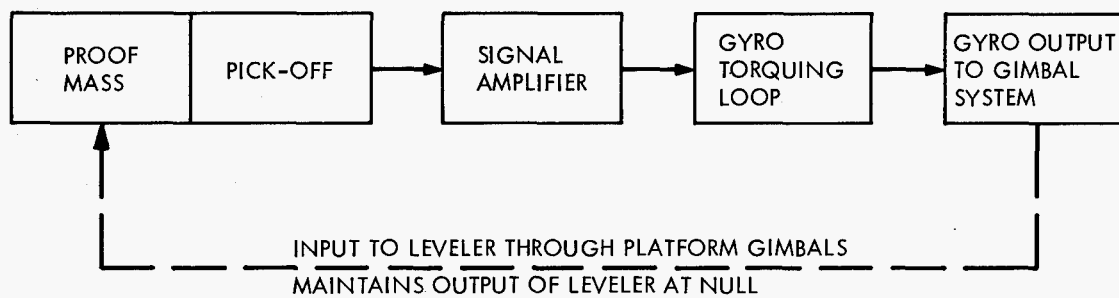 PROOF
MASS
PICK-OFF
SIGNAL
AMPLIFIER
GYRO
TORQUING
LOOP
GYRO OUTPUT
TO GIMBAL
SYSTEM
INPUT TO LEVELER THROUGH PLATFORM GIMBALS
MAINTAINS OUTPUT OF LEVELER AT NULL